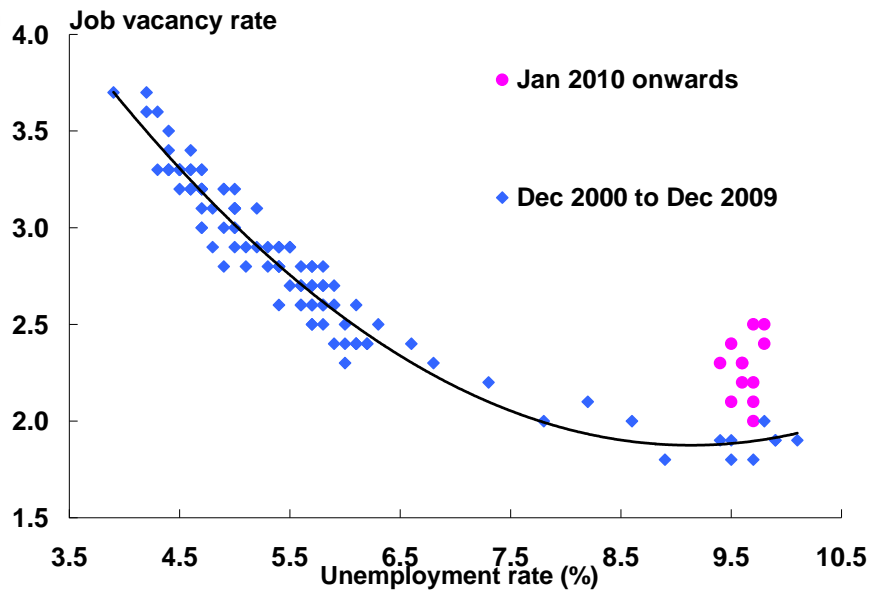 Job vacancy rate
4.0
Jan 2010 onwards
3.5
Dec 2000 to Dec 2009
3.0
2.5
2.0
1.5
3.5 4.5 5.5 6.5 7.5 8.5 9.5 10.5
Unemployment rate (%)